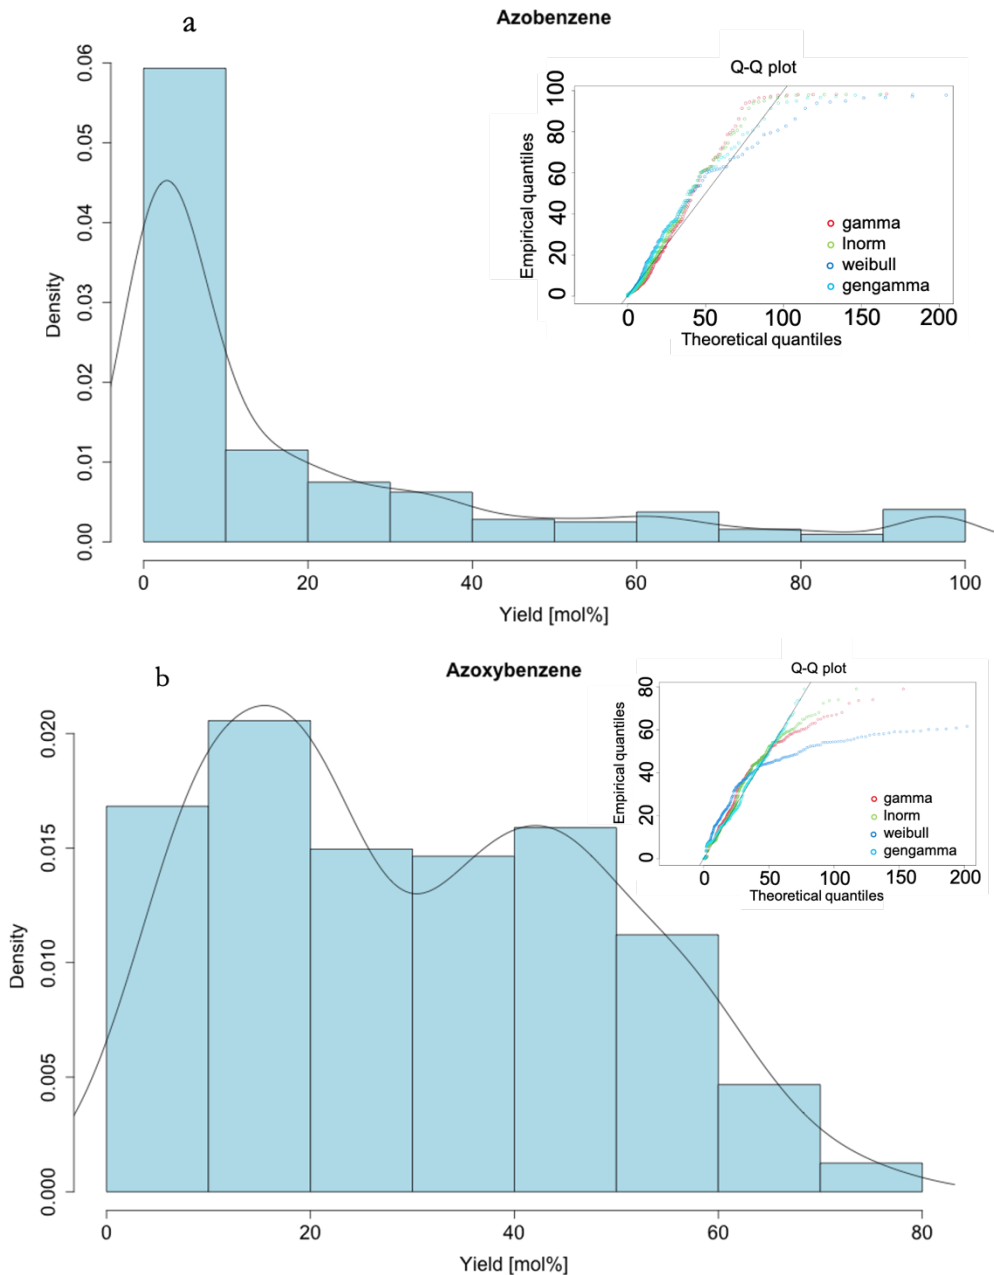 a
Azobenzene
0.06
0.05
0.04
0.03
0.02
0.01
0.00
Density
0 20 40 60 80 100
Yield [mol%]
Q-Q plot
Empirical quantiles
100
80
60
40
20
0
gamma
lnorm
weibull
gengamma
0 50 100 150 200
Theoretical quantiles
b
Azoxybenzene
0.020
0.015
0.010
0.005
0.000
Density
0 20 40 60 80
Yield [mol%]
Q-Q plot
Empirical quantiles
80
60
40
20
0
gamma
lnorm
weibull
gengamma
0 50 100 150 200
Theoretical quantiles